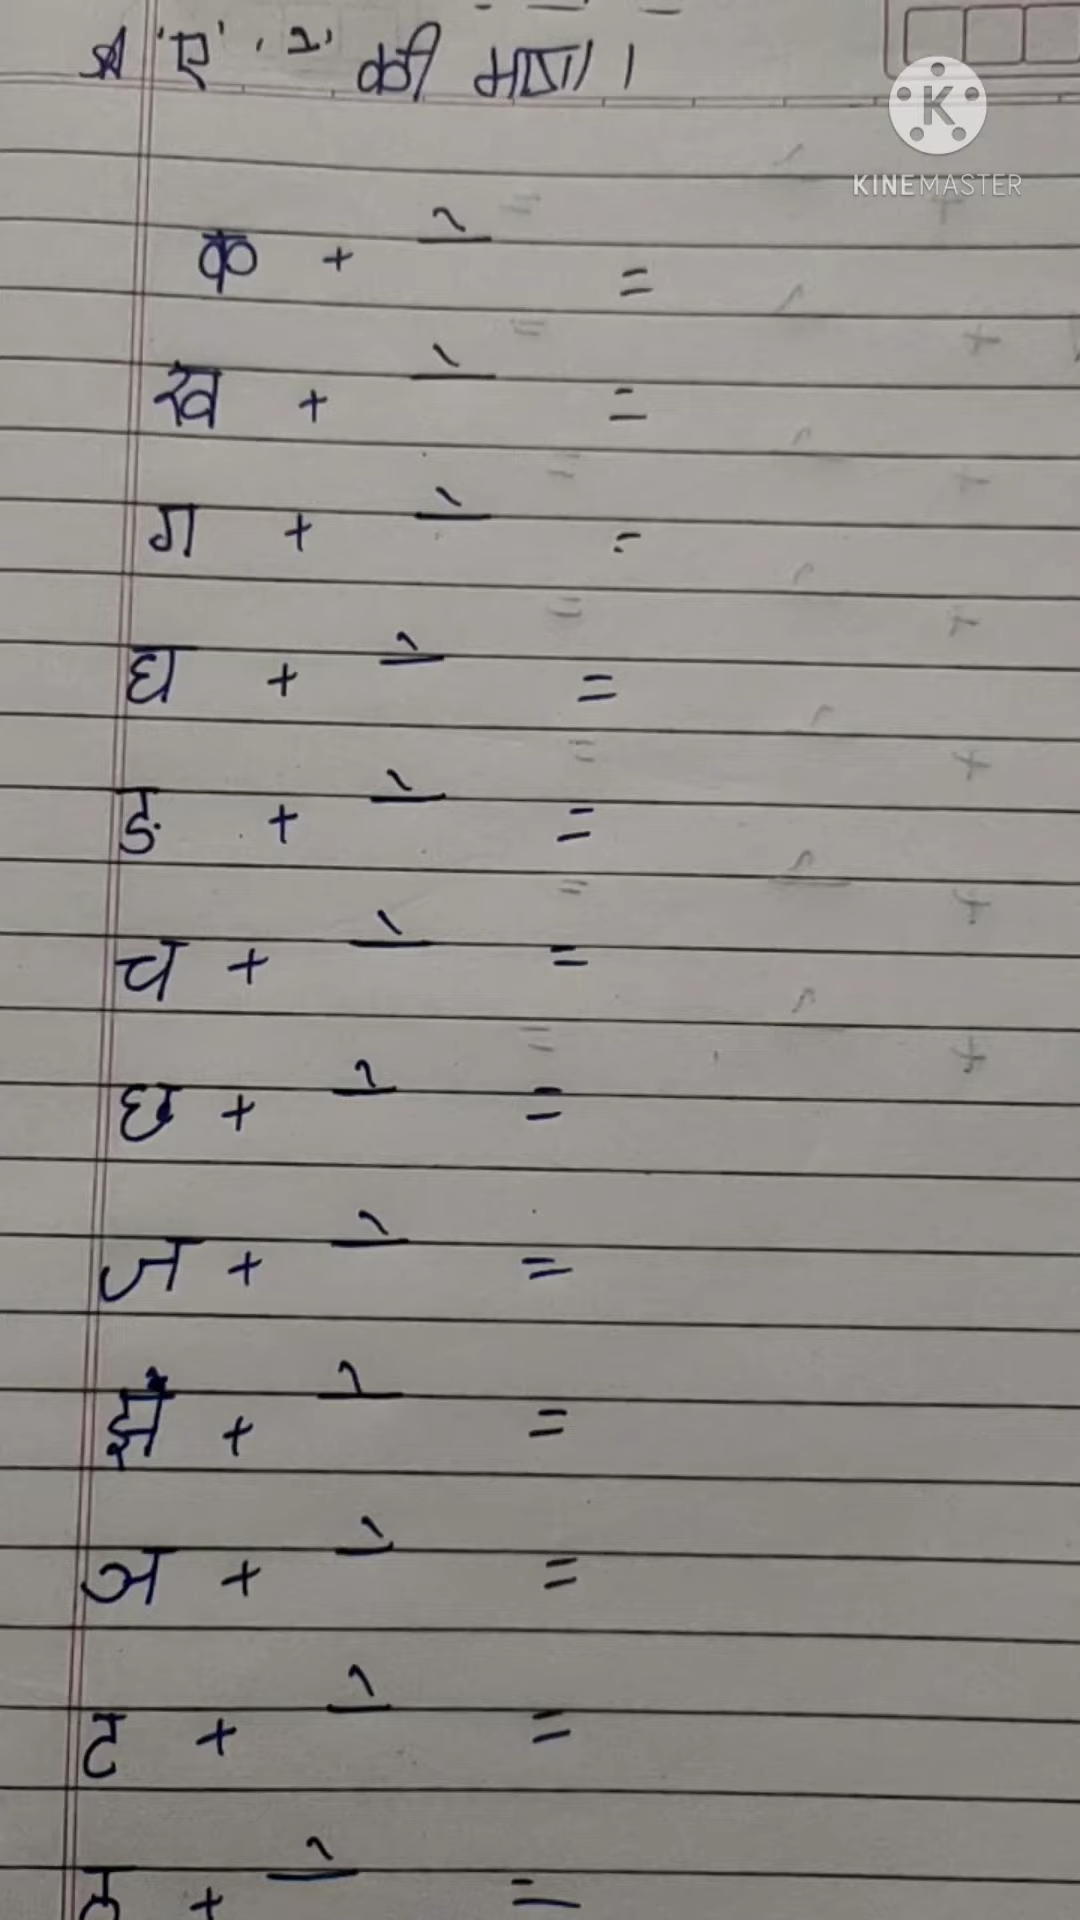 'ए' ' े' की मात्रा।
KINEMASTER
क + े =
ख + े =
ग + े =
घ + े =
ङ + े =
च + े =
छ + े =
ज + े =
झ + े =
ञ + े =
ट + े =
ठ + े =